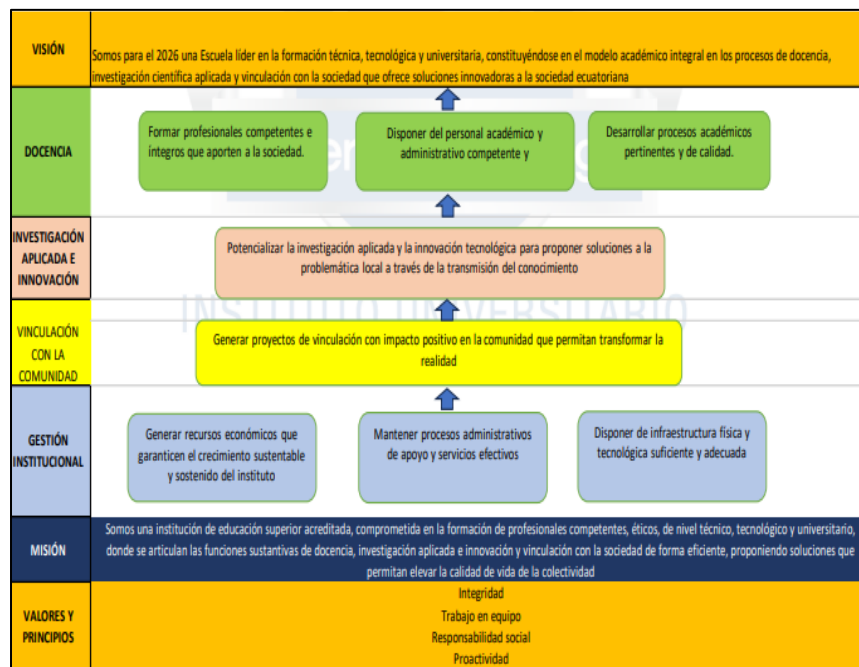 VISIÓN
Somos para el 2026 una Escuela líder en la formación técnica, tecnológica y universitaria, constituyéndose en el modelo académico integral en los procesos de docencia,
investigación científica aplicada y vinculación con la sociedad que ofrece soluciones innovadoras a la sociedad ecuatoriana
DOCENCIA
Formar profesionales competentes e
íntegros que aporten a la sociedad.
Disponer del personal académico y
administrativo competente y
Desarrollar procesos académicos
pertinentes y de calidad.
INVESTIGACIÓN
APLICADA E
INNOVACIÓN
Potencializar la investigación aplicada y la innovación tecnológica para proponer soluciones a la
problemática local a través de la transmisión del conocimiento
INSTITUTO UNIVERSITARIO
VINCULACIÓN
CON LA
COMUNIDAD
Generar proyectos de vinculación con impacto positivo en la comunidad que permitan transformar la
realidad
GESTIÓN
INSTITUCIONAL
Generar recursos económicos que
garanticen el crecimiento sustentable
y sostenido del instituto
Mantener procesos administrativos
de apoyo y servicios efectivos
Disponer de infraestructura física y
tecnológica suficiente y adecuada
MISIÓN
Somos una institución de educación superior acreditada, comprometida en la formación de profesionales competentes, éticos, de nivel técnico, tecnológico y universitario,
donde se articulan las funciones sustantivas de docencia, investigación aplicada e innovación y vinculación con la sociedad de forma eficiente, proponiendo soluciones que
permitan elevar la calidad de vida de la colectividad
VALORES Y
PRINCIPIOS
Integridad
Trabajo en equipo
Responsabilidad social
Proactividad